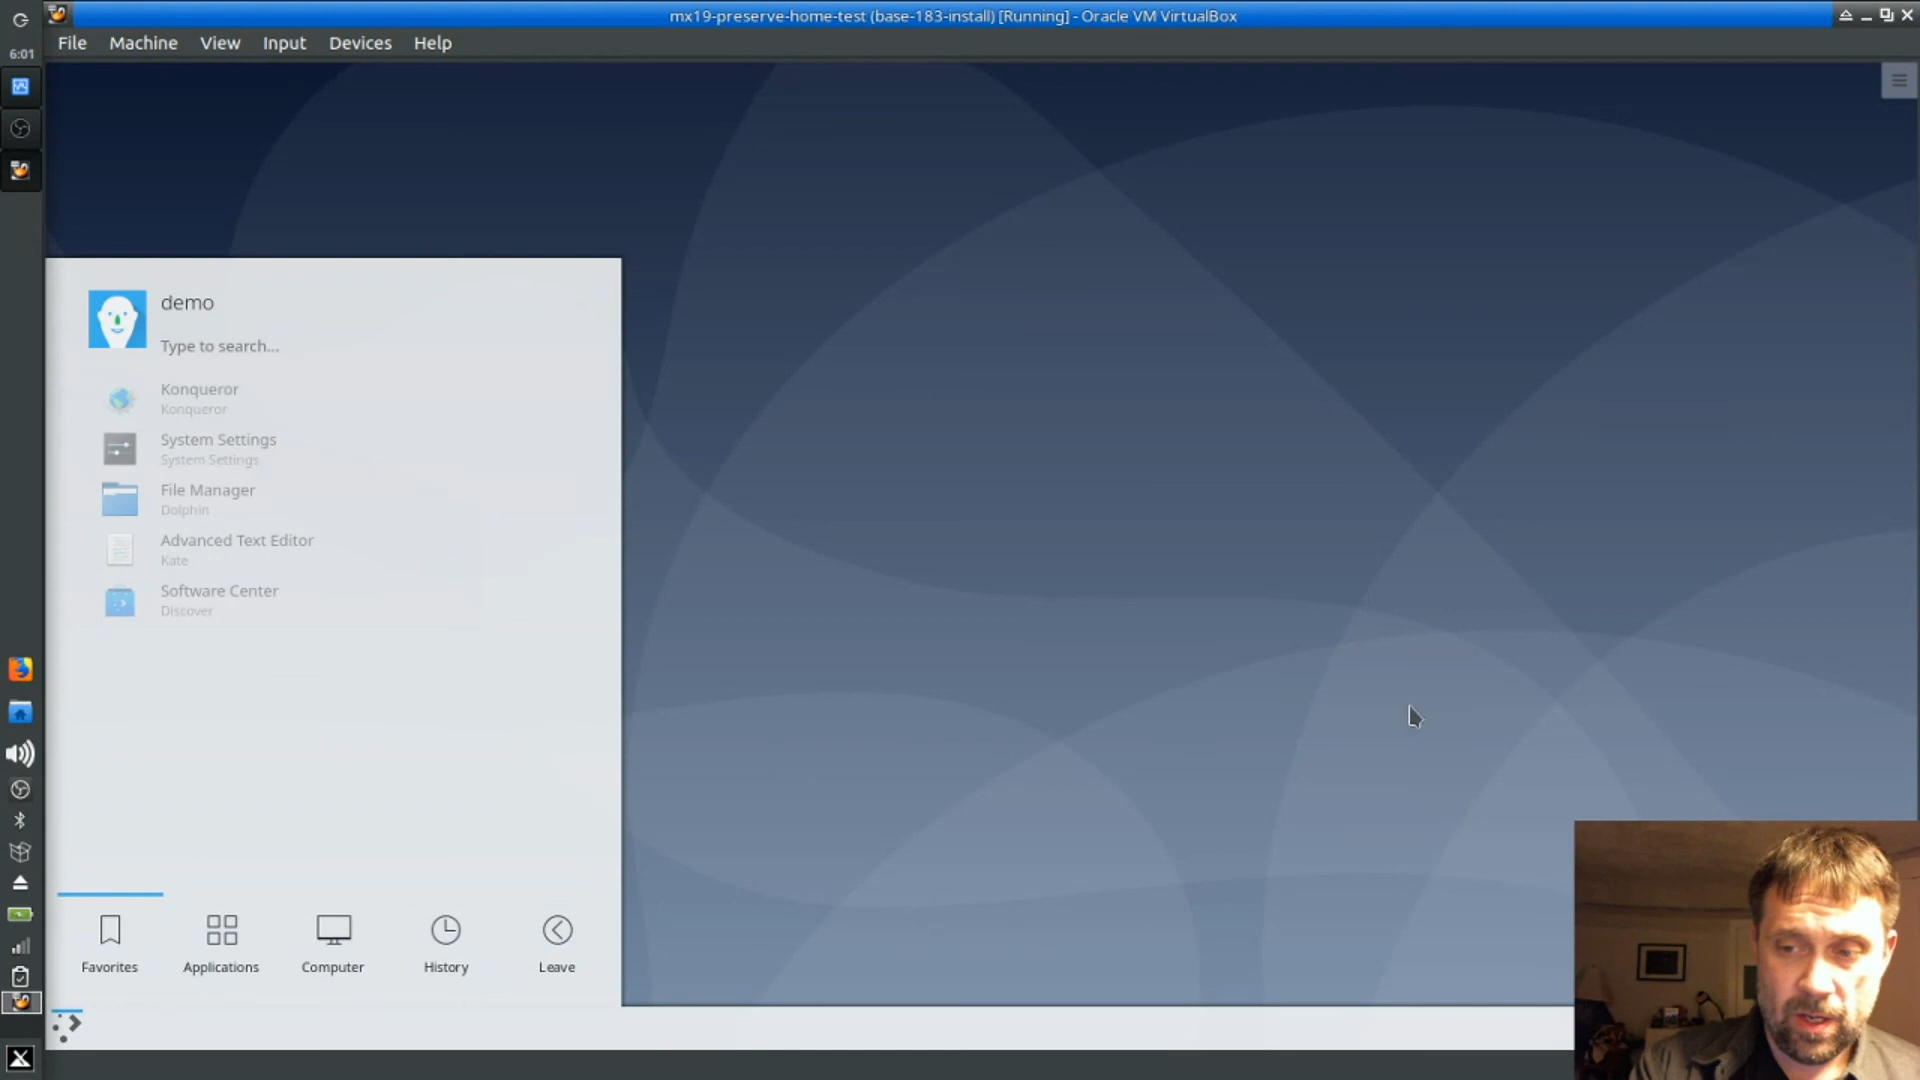 mx19-preserve-home-test (base-183-install) [Running] - Oracle VM VirtualBox
File Machine View Input Devices Help
6:01
demo
Type to search...
Konqueror
Konqueror
System Settings
System Settings
File Manager
Dolphin
Advanced Text Editor
Kate
Software Center
Discover
Favorites Applications Computer History Leave